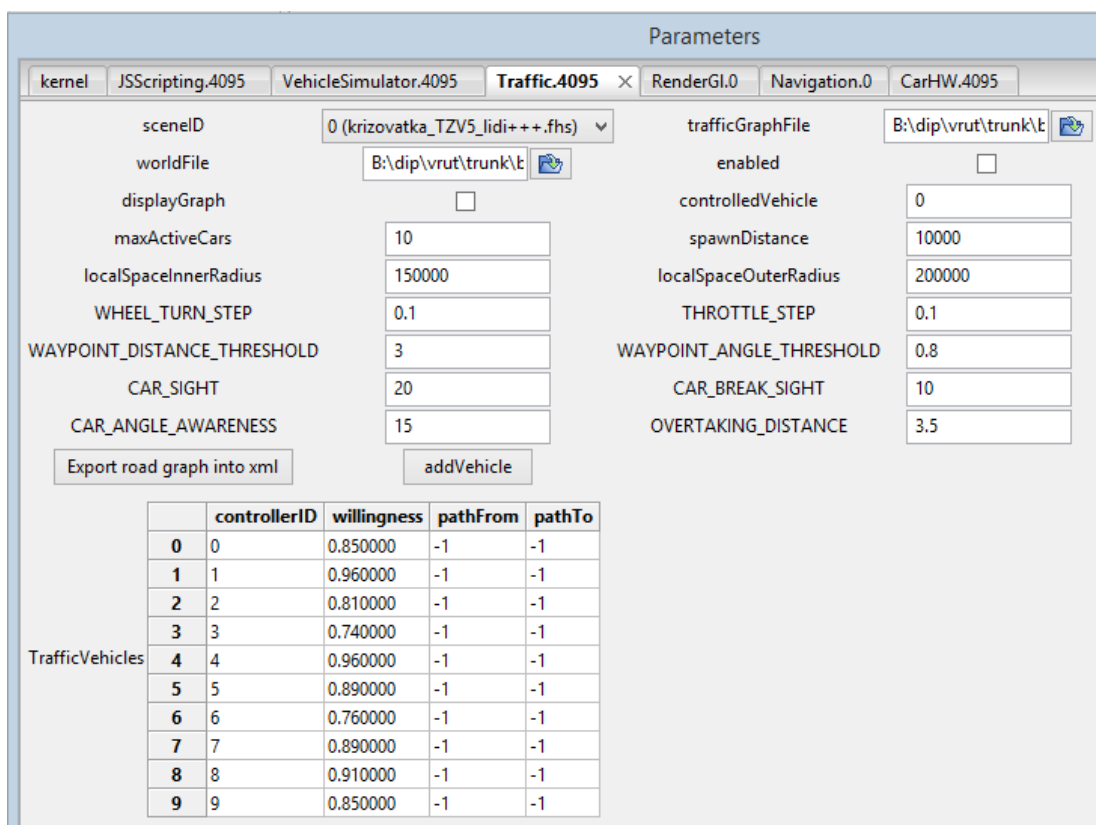 Parameters
kernel JSScripting.4095 VehicleSimulator.4095 Traffic.4095 RenderGI.0 Navigation.0 CarHW.4095
sceneID 0 (krizovatka_TZV5_lidi+++.fhs) trafficGraphFile B:\dip\vrut\trunk\b
worldFile B:\dip\vrut\trunk\b enabled
displayGraph controlledVehicle 0
maxActiveCars 10 spawnDistance 10000
localSpaceInnerRadius 150000 localSpaceOuterRadius 200000
WHEEL_TURN_STEP 0.1 THROTTLE_STEP 0.1
WAYPOINT_DISTANCE_THRESHOLD 3 WAYPOINT_ANGLE_THRESHOLD 0.8
CAR_SIGHT 20 CAR_BREAK_SIGHT 10
CAR_ANGLE_AWARENESS 15 OVERTAKING_DISTANCE 3.5
Export road graph into xml addVehicle
controllerID willingness pathFrom pathTo
0 0 0.850000 -1 -1
1 1 0.960000 -1 -1
2 2 0.810000 -1 -1
3 3 0.740000 -1 -1
TrafficVehicles 4 4 0.960000 -1 -1
5 5 0.890000 -1 -1
6 6 0.760000 -1 -1
7 7 0.890000 -1 -1
8 8 0.910000 -1 -1
9 9 0.850000 -1 -1